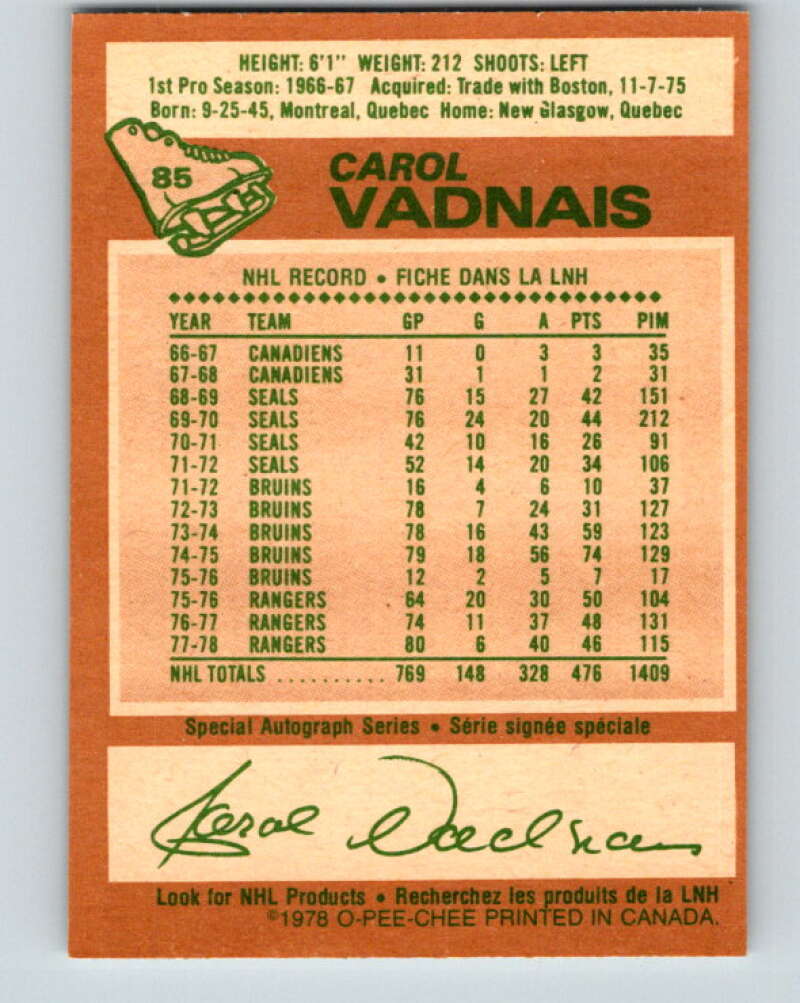 HEIGHT: 6'1" WEIGHT: 212 SHOOTS: LEFT
1st Pro Season: 1966-67 Acquired: Trade with Boston, 11-7-75
Born: 9-25-45, Montreal, Quebec Home: New Glasgow, Quebec
85
CAROL
VADNAIS
NHL RECORD • FICHE DANS LA LNH
YEAR TEAM GP G A PTS PIM
66-67 CANADIENS 11 0 3 3 35
67-68 CANADIENS 31 1 1 2 31
68-69 SEALS 76 15 27 42 151
69-70 SEALS 76 24 20 44 212
70-71 SEALS 42 10 16 26 91
71-72 SEALS 52 14 20 34 106
71-72 BRUINS 16 4 6 10 37
72-73 BRUINS 78 7 24 31 127
73-74 BRUINS 78 16 43 59 123
74-75 BRUINS 79 18 56 74 129
75-76 BRUINS 12 2 5 7 17
75-76 RANGERS 64 20 30 50 104
76-77 RANGERS 74 11 37 48 131
77-78 RANGERS 80 6 40 46 115
NHL TOTALS .......... 769 148 328 476 1409
Special Autograph Series • Série signée spéciale
Carol Vadnais
Look for NHL Products • Recherchez les produits de la LNH
©1978 O-PEE-CHEE PRINTED IN CANADA.